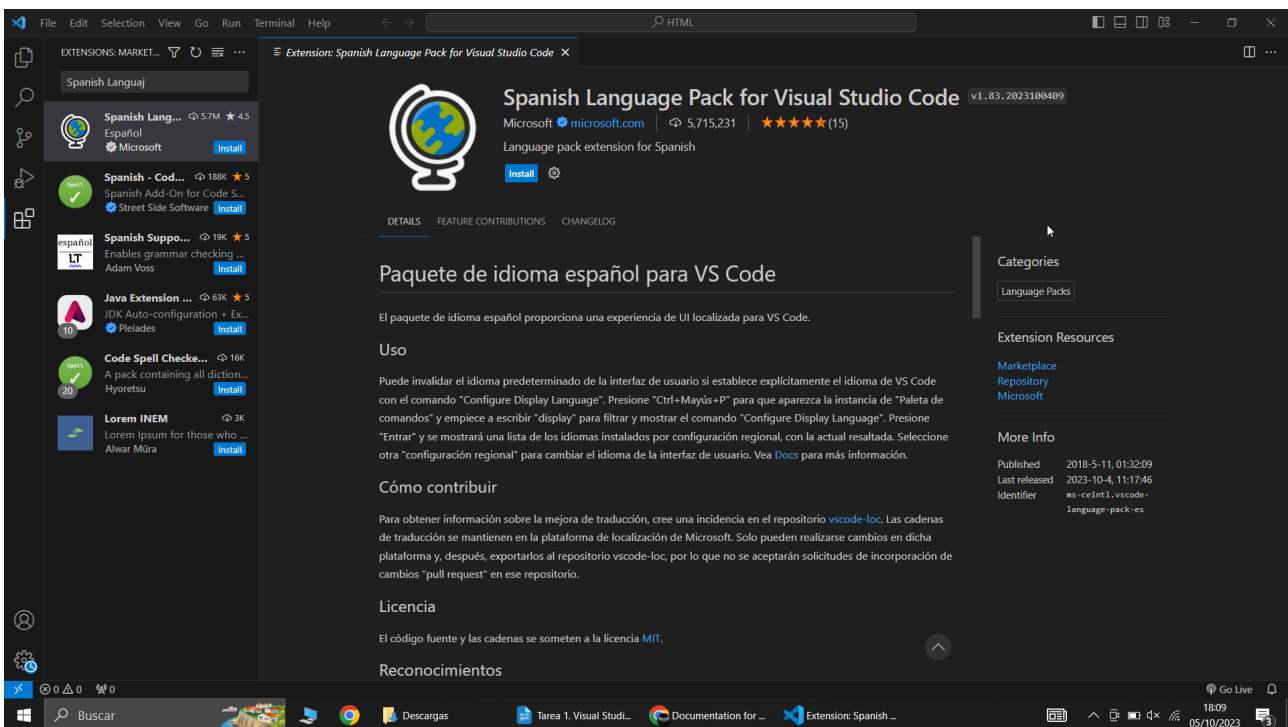 File Edit Selection View Go Run Terminal Help
HTML
EXTENSIONS: MARKET...
Spanish Languaj
Spanish Lang... 5.7M 4.5
Español
Microsoft Install
Spanish - Cod... 188K 5
Spanish Add-On for Code S...
Street Side Software Install
Spell
Spanish Suppo... 19K 5
Enables grammar checking ...
Adam Voss Install
español
LT
Java Extension ... 63K 5
JDK Auto-configuration + Ex...
Pleiades Install
10
Code Spell Checke... 16K
A pack containing all diction...
Hyoretsu Install
Spell
20
Lorem INEM 3K
Lorem Ipsum for those who ...
Alwar Müra Install
Extension: Spanish Language Pack for Visual Studio Code
Spanish Language Pack for Visual Studio Code v1.83.2023100409
Microsoft microsoft.com 5,715,231 (15)
Language pack extension for Spanish
Install
DETAILS FEATURE CONTRIBUTIONS CHANGELOG
Paquete de idioma español para VS Code
El paquete de idioma español proporciona una experiencia de UI localizada para VS Code.
Uso
Puede invalidar el idioma predeterminado de la interfaz de usuario si establece explícitamente el idioma de VS Code
con el comando "Configure Display Language". Presione "Ctrl+Mayús+P" para que aparezca la instancia de "Paleta de
comandos" y empiece a escribir "display" para filtrar y mostrar el comando "Configure Display Language". Presione
"Entrar" y se mostrará una lista de los idiomas instalados por configuración regional, con la actual resaltada. Seleccione
otra "configuración regional" para cambiar el idioma de la interfaz de usuario. Vea Docs para más información.
Cómo contribuir
Para obtener información sobre la mejora de traducción, cree una incidencia en el repositorio vscode-loc. Las cadenas
de traducción se mantienen en la plataforma de localización de Microsoft. Solo pueden realizarse cambios en dicha
plataforma y, después, exportarlos al repositorio vscode-loc, por lo que no se aceptarán solicitudes de incorporación de
cambios "pull request" en ese repositorio.
Licencia
El código fuente y las cadenas se someten a la licencia MIT.
Reconocimientos
Categories
Language Packs
Extension Resources
Marketplace
Repository
Microsoft
More Info
Published 2018-5-11, 01:32:09
Last released 2023-10-4, 11:17:46
Identifier ms-ceintl.vscode-
language-pack-es
0 0 0
Go Live
Buscar
Descargas
Tarea 1. Visual Studi...
Documentation for ...
Extension: Spanish ...
18:09
05/10/2023
3